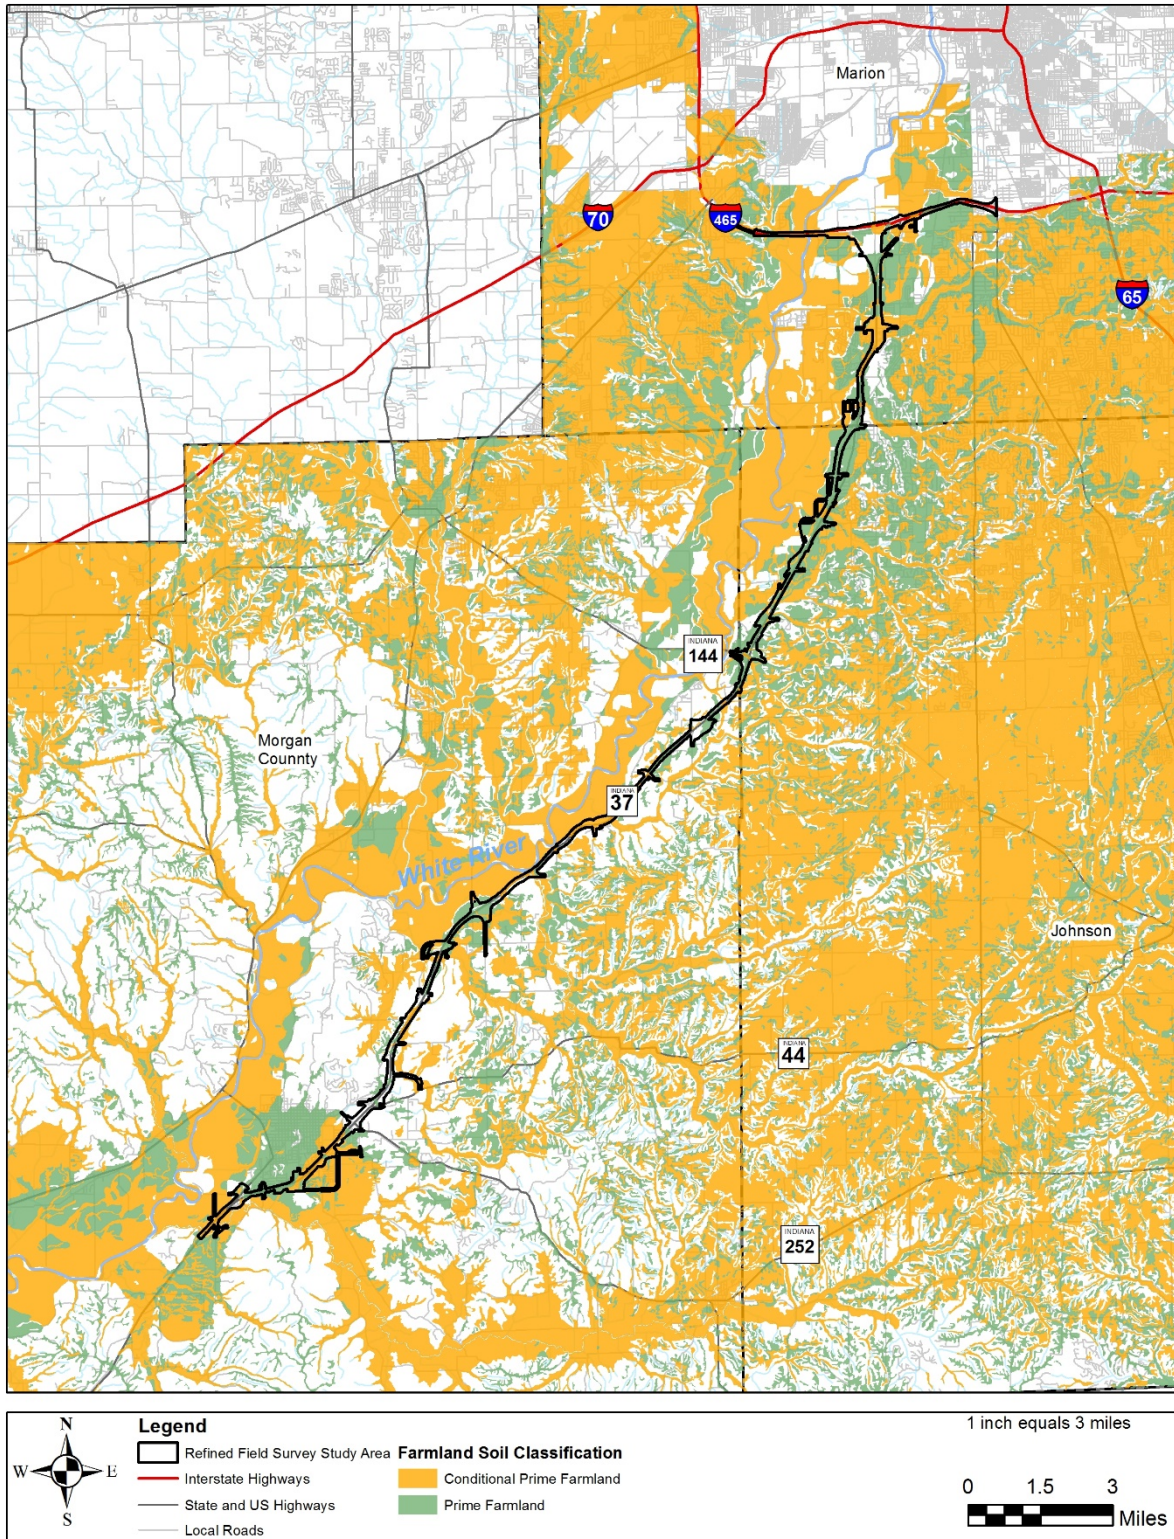 Marion
70
465
65
INDIANA
144
Morgan
Counnty
INDIANA
37
White River
Johnson
INDIANA
44
INDIANA
252
N
W
E
S
Legend
Refined Field Survey Study Area
Interstate Highways
State and US Highways
Local Roads
Farmland Soil Classification
Conditional Prime Farmland
Prime Farmland
1 inch equals 3 miles
0 1.5 3
Miles